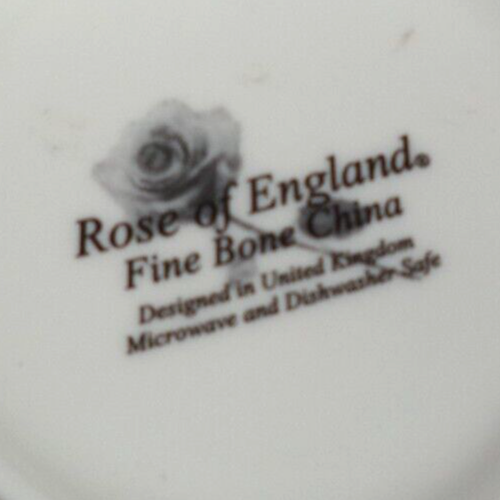 Rose of England®
Fine Bone China
Designed in United Kingdom
Microwave and Dishwasher Safe